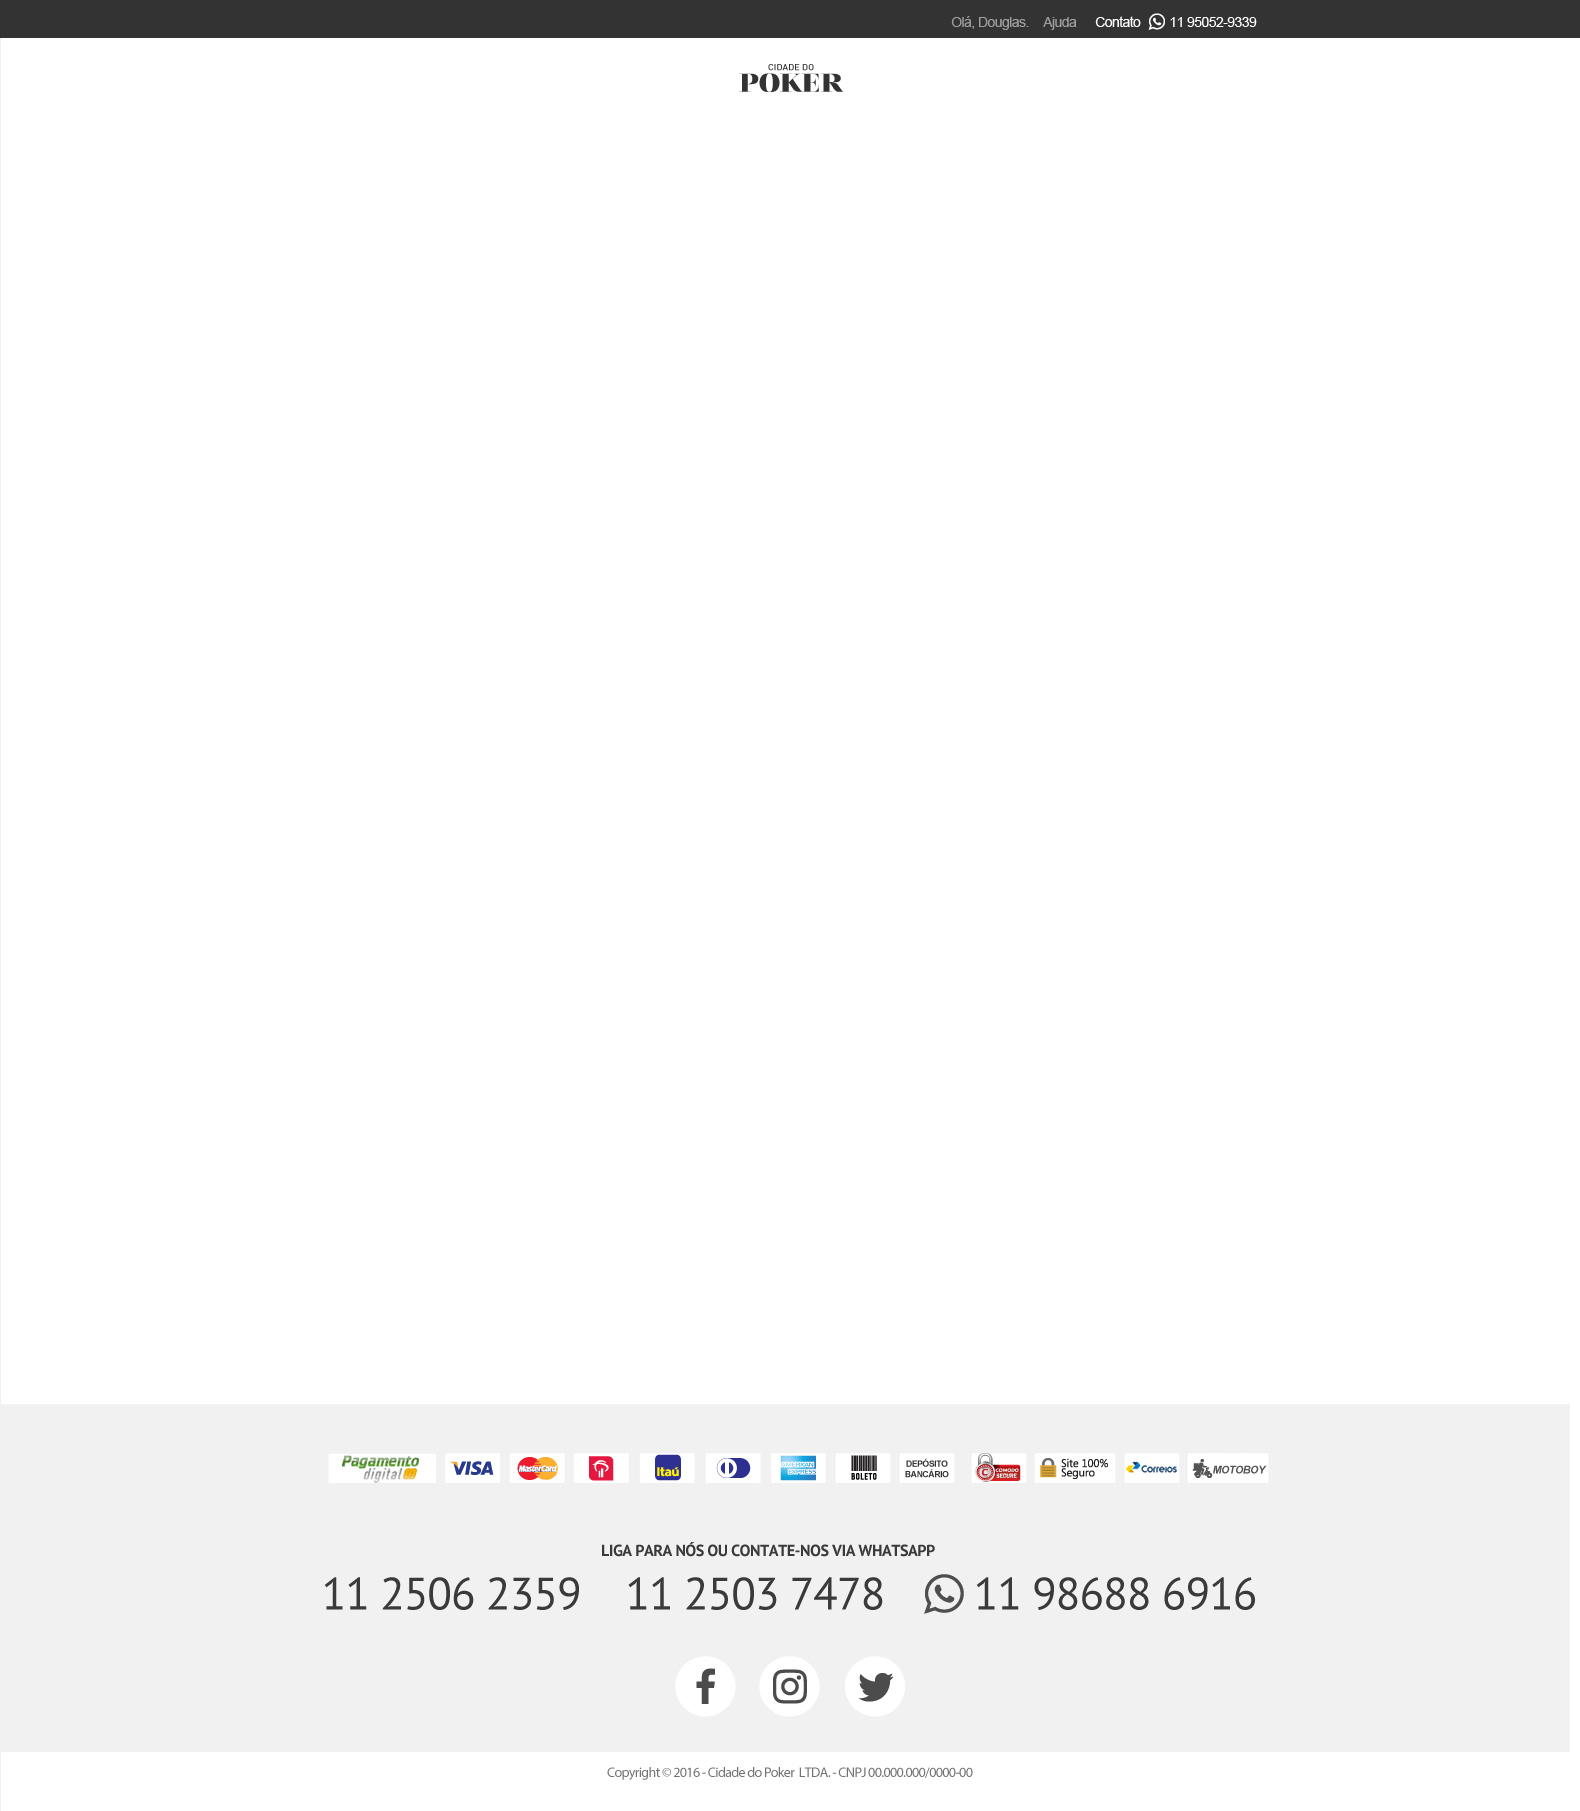 Olá, Douglas. Ajuda Contato 11 95052-9339
CIDADE DO
POKER
Pagamento digital VISA MasterCard Itaú AMERICAN EXPRESS BOLETO DEPÓSITO BANCÁRIO CÓMODO SECURE Site 100% Seguro Correios MOTOBOY
LIGA PARA NÓS OU CONTATE-NOS VIA WHATSAPP
11 2506 2359 11 2503 7478 11 98688 6916
Copyright © 2016 - Cidade do Poker LTDA. - CNPJ 00.000.000/0000-00